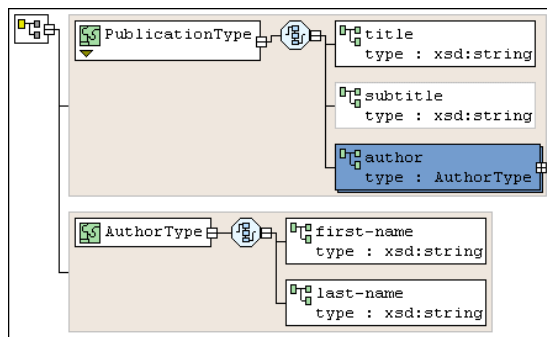 PublicationType
title
type : xsd:string
subtitle
type : xsd:string
author
type : AuthorType
AuthorType
first-name
type : xsd:string
last-name
type : xsd:string